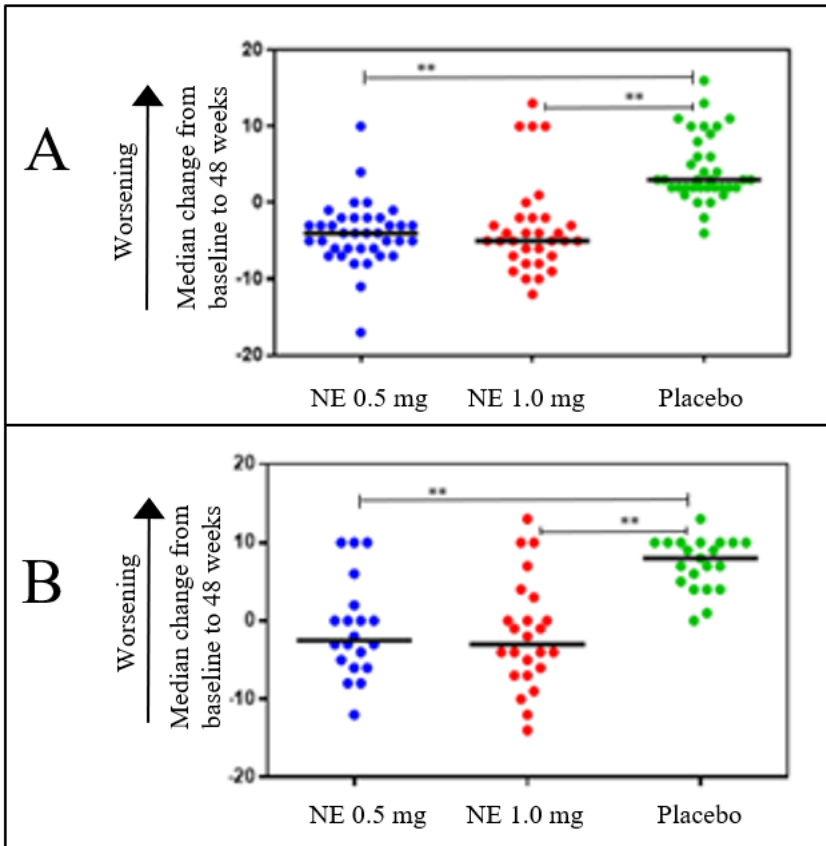 A
Worsening
Median change from
baseline to 48 weeks
20
10
0
-10
-20
**
**
NE 0.5 mg
NE 1.0 mg
Placebo
B
Worsening
Median change from
baseline to 48 weeks
20
10
0
-10
-20
**
**
NE 0.5 mg
NE 1.0 mg
Placebo